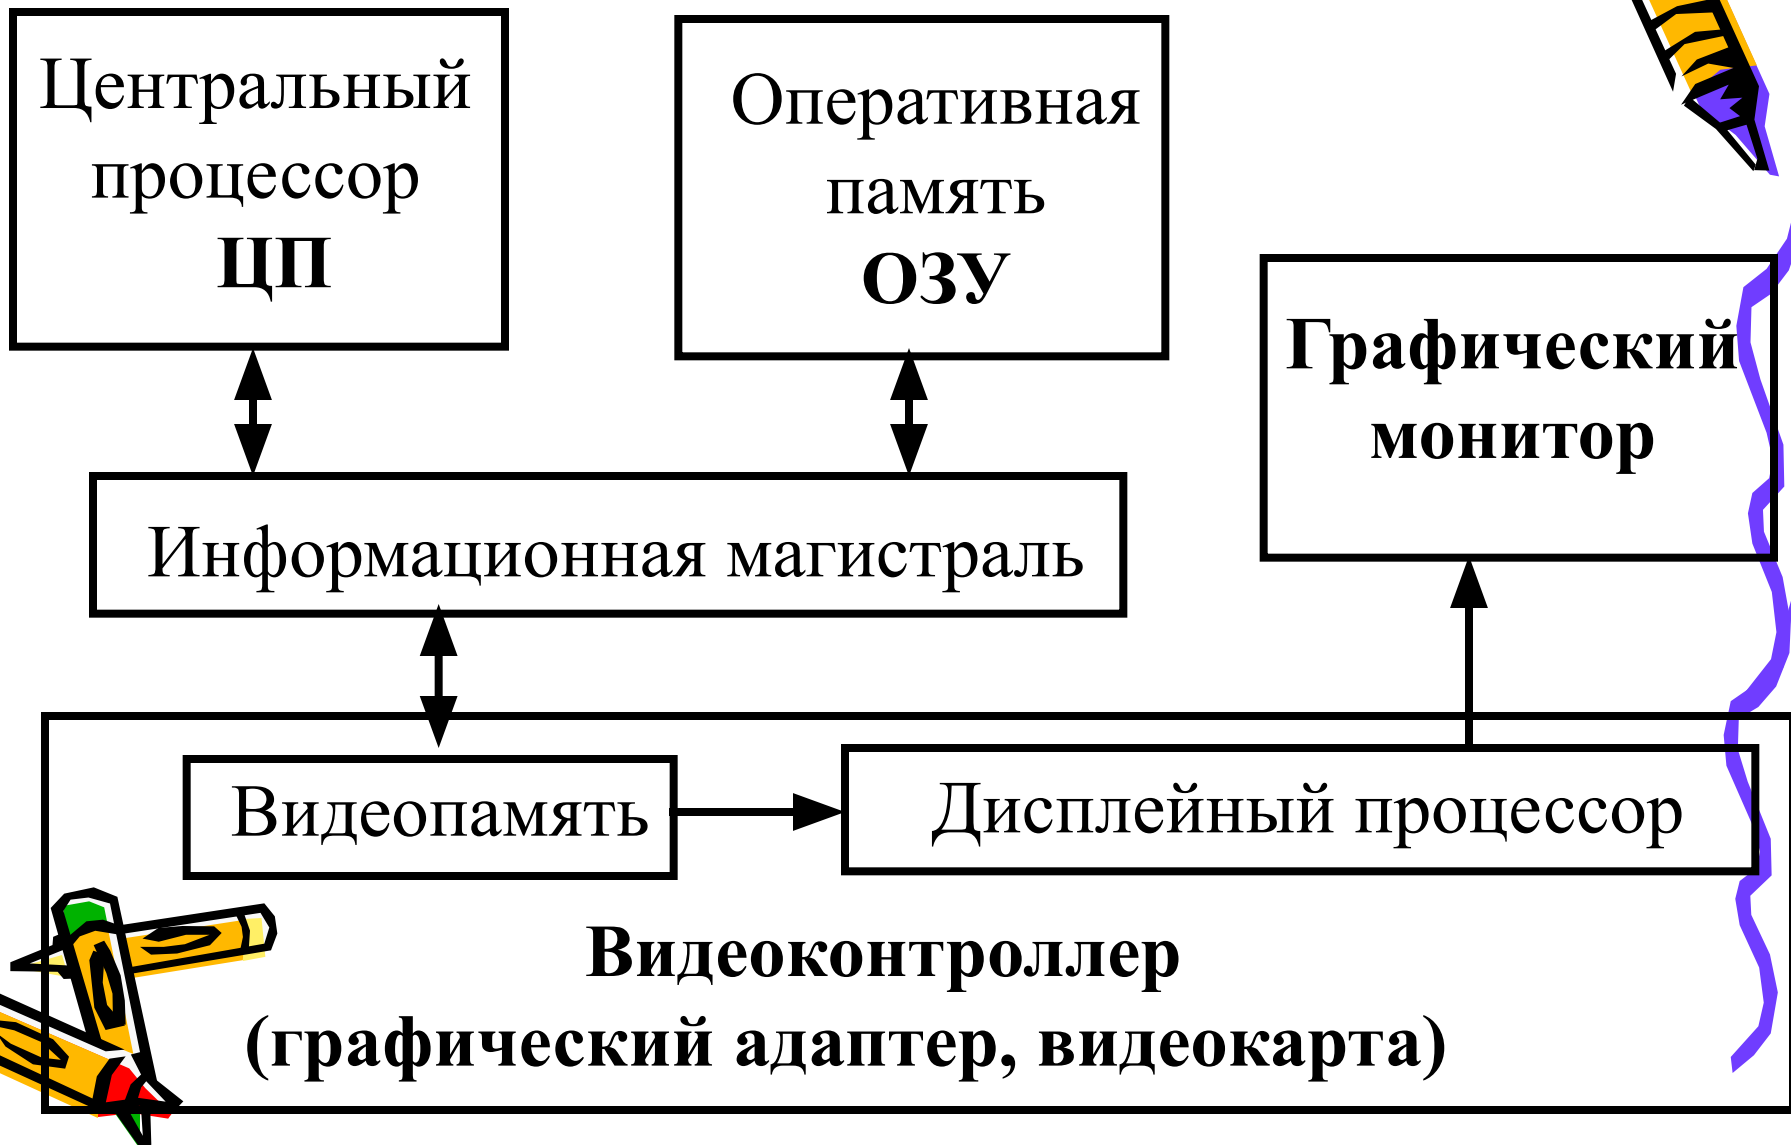 Центральный
процессор
ЦП
Оперативная
память
ОЗУ
Графический
монитор
Информационная магистраль
Видеопамять
Дисплейный процессор
Видеоконтроллер
(графический адаптер, видеокарта)